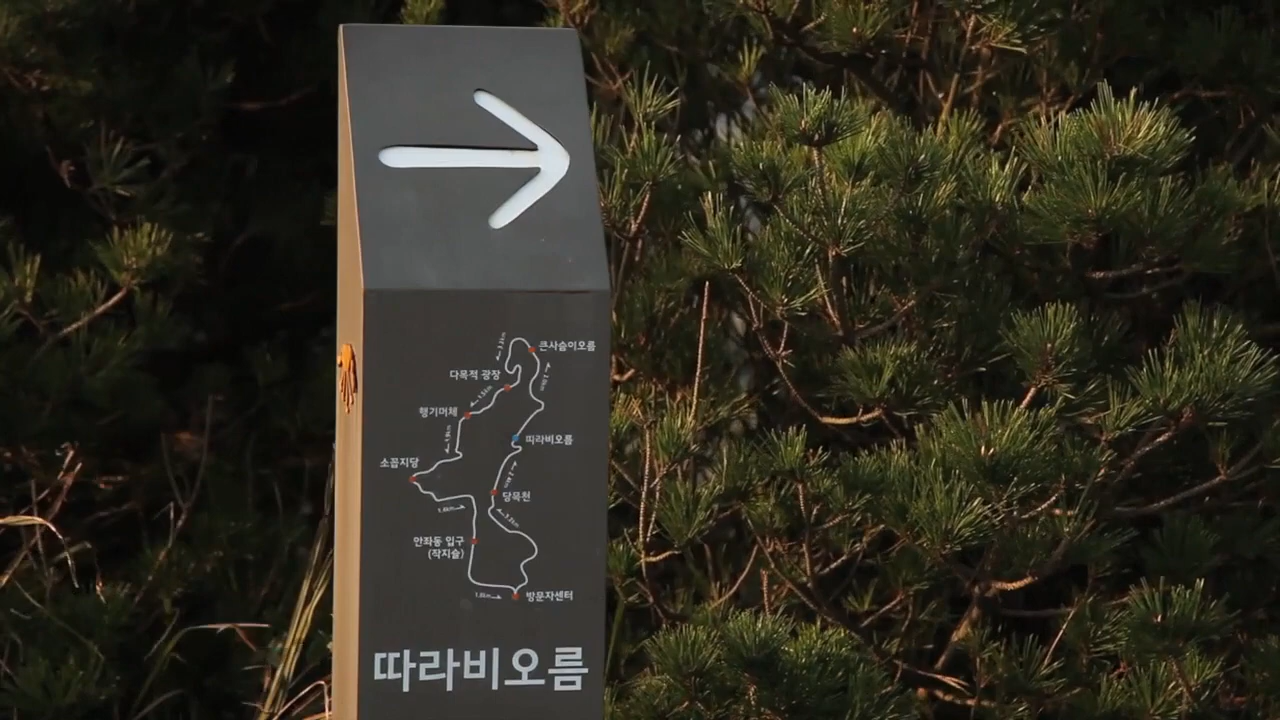 큰사슴이오름
다목적 광장
행기머체
따라비오름
소꼽지당
당목천
안좌동 입구
(작지술)
방문자센터
따라비오름